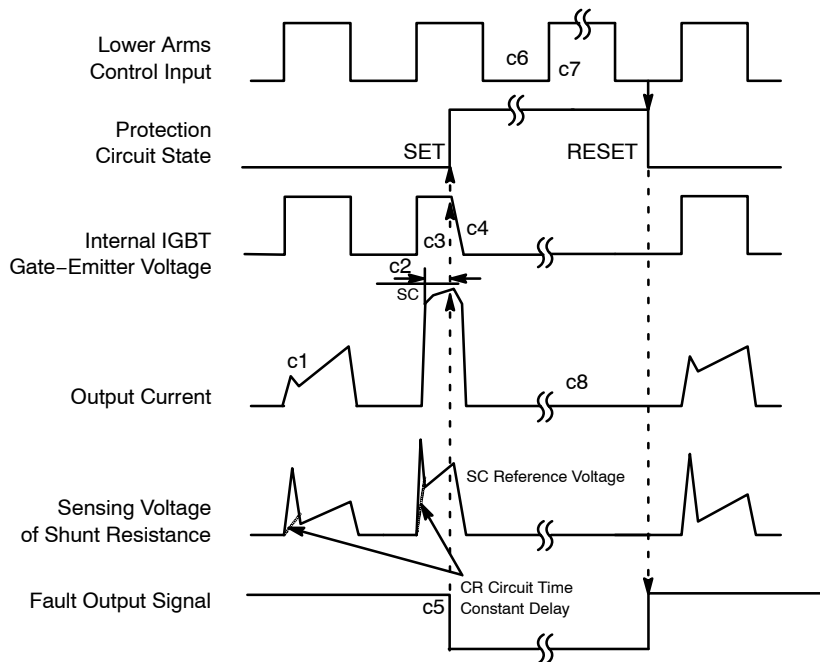 Lower Arms
Control Input
c6
c7
Protection
Circuit State
SET
RESET
Internal IGBT
Gate−Emitter Voltage
c3
c4
c2
SC
c1
Output Current
c8
SC Reference Voltage
Sensing Voltage
of Shunt Resistance
Fault Output Signal
c5
CR Circuit Time
Constant Delay